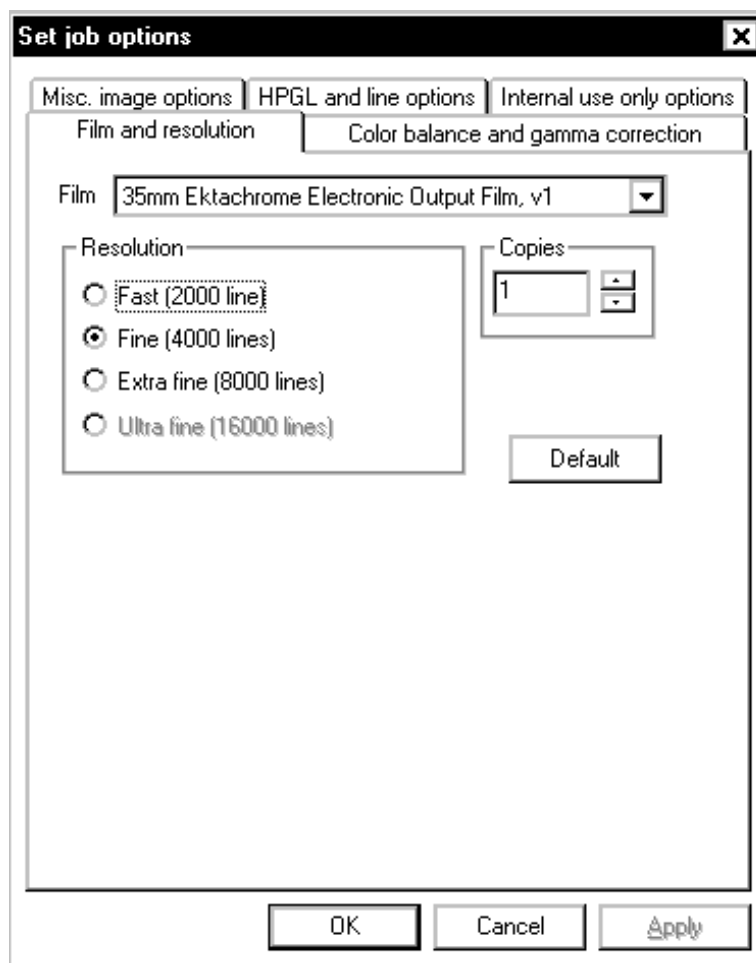 Set job options
Misc. image options
HPGL and line options
Internal use only options
Film and resolution
Color balance and gamma correction
Film
35mm Ektachrome Electronic Output Film, v1
Resolution
Fast (2000 line)
Fine (4000 lines)
Extra fine (8000 lines)
Ultra fine (16000 lines)
Copies
1
Default
OK
Cancel
Apply